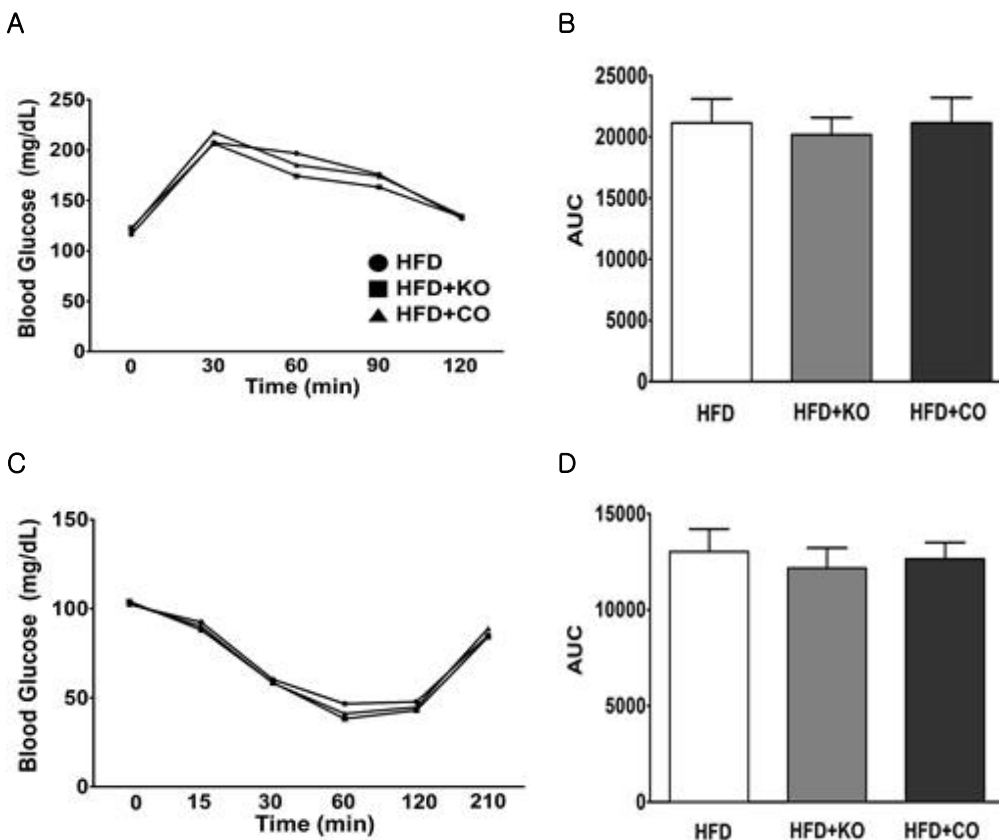 A
Blood Glucose (mg/dL)
250
200
150
100
50
0
HFD
HFD+KO
HFD+CO
0 30 60 90 120
Time (min)
B
AUC
25000
20000
15000
10000
5000
0
HFD HFD+KO HFD+CO
C
Blood Glucose (mg/dL)
150
100
50
0
0 15 30 60 120 210
Time (min)
D
AUC
15000
10000
5000
0
HFD HFD+KO HFD+CO